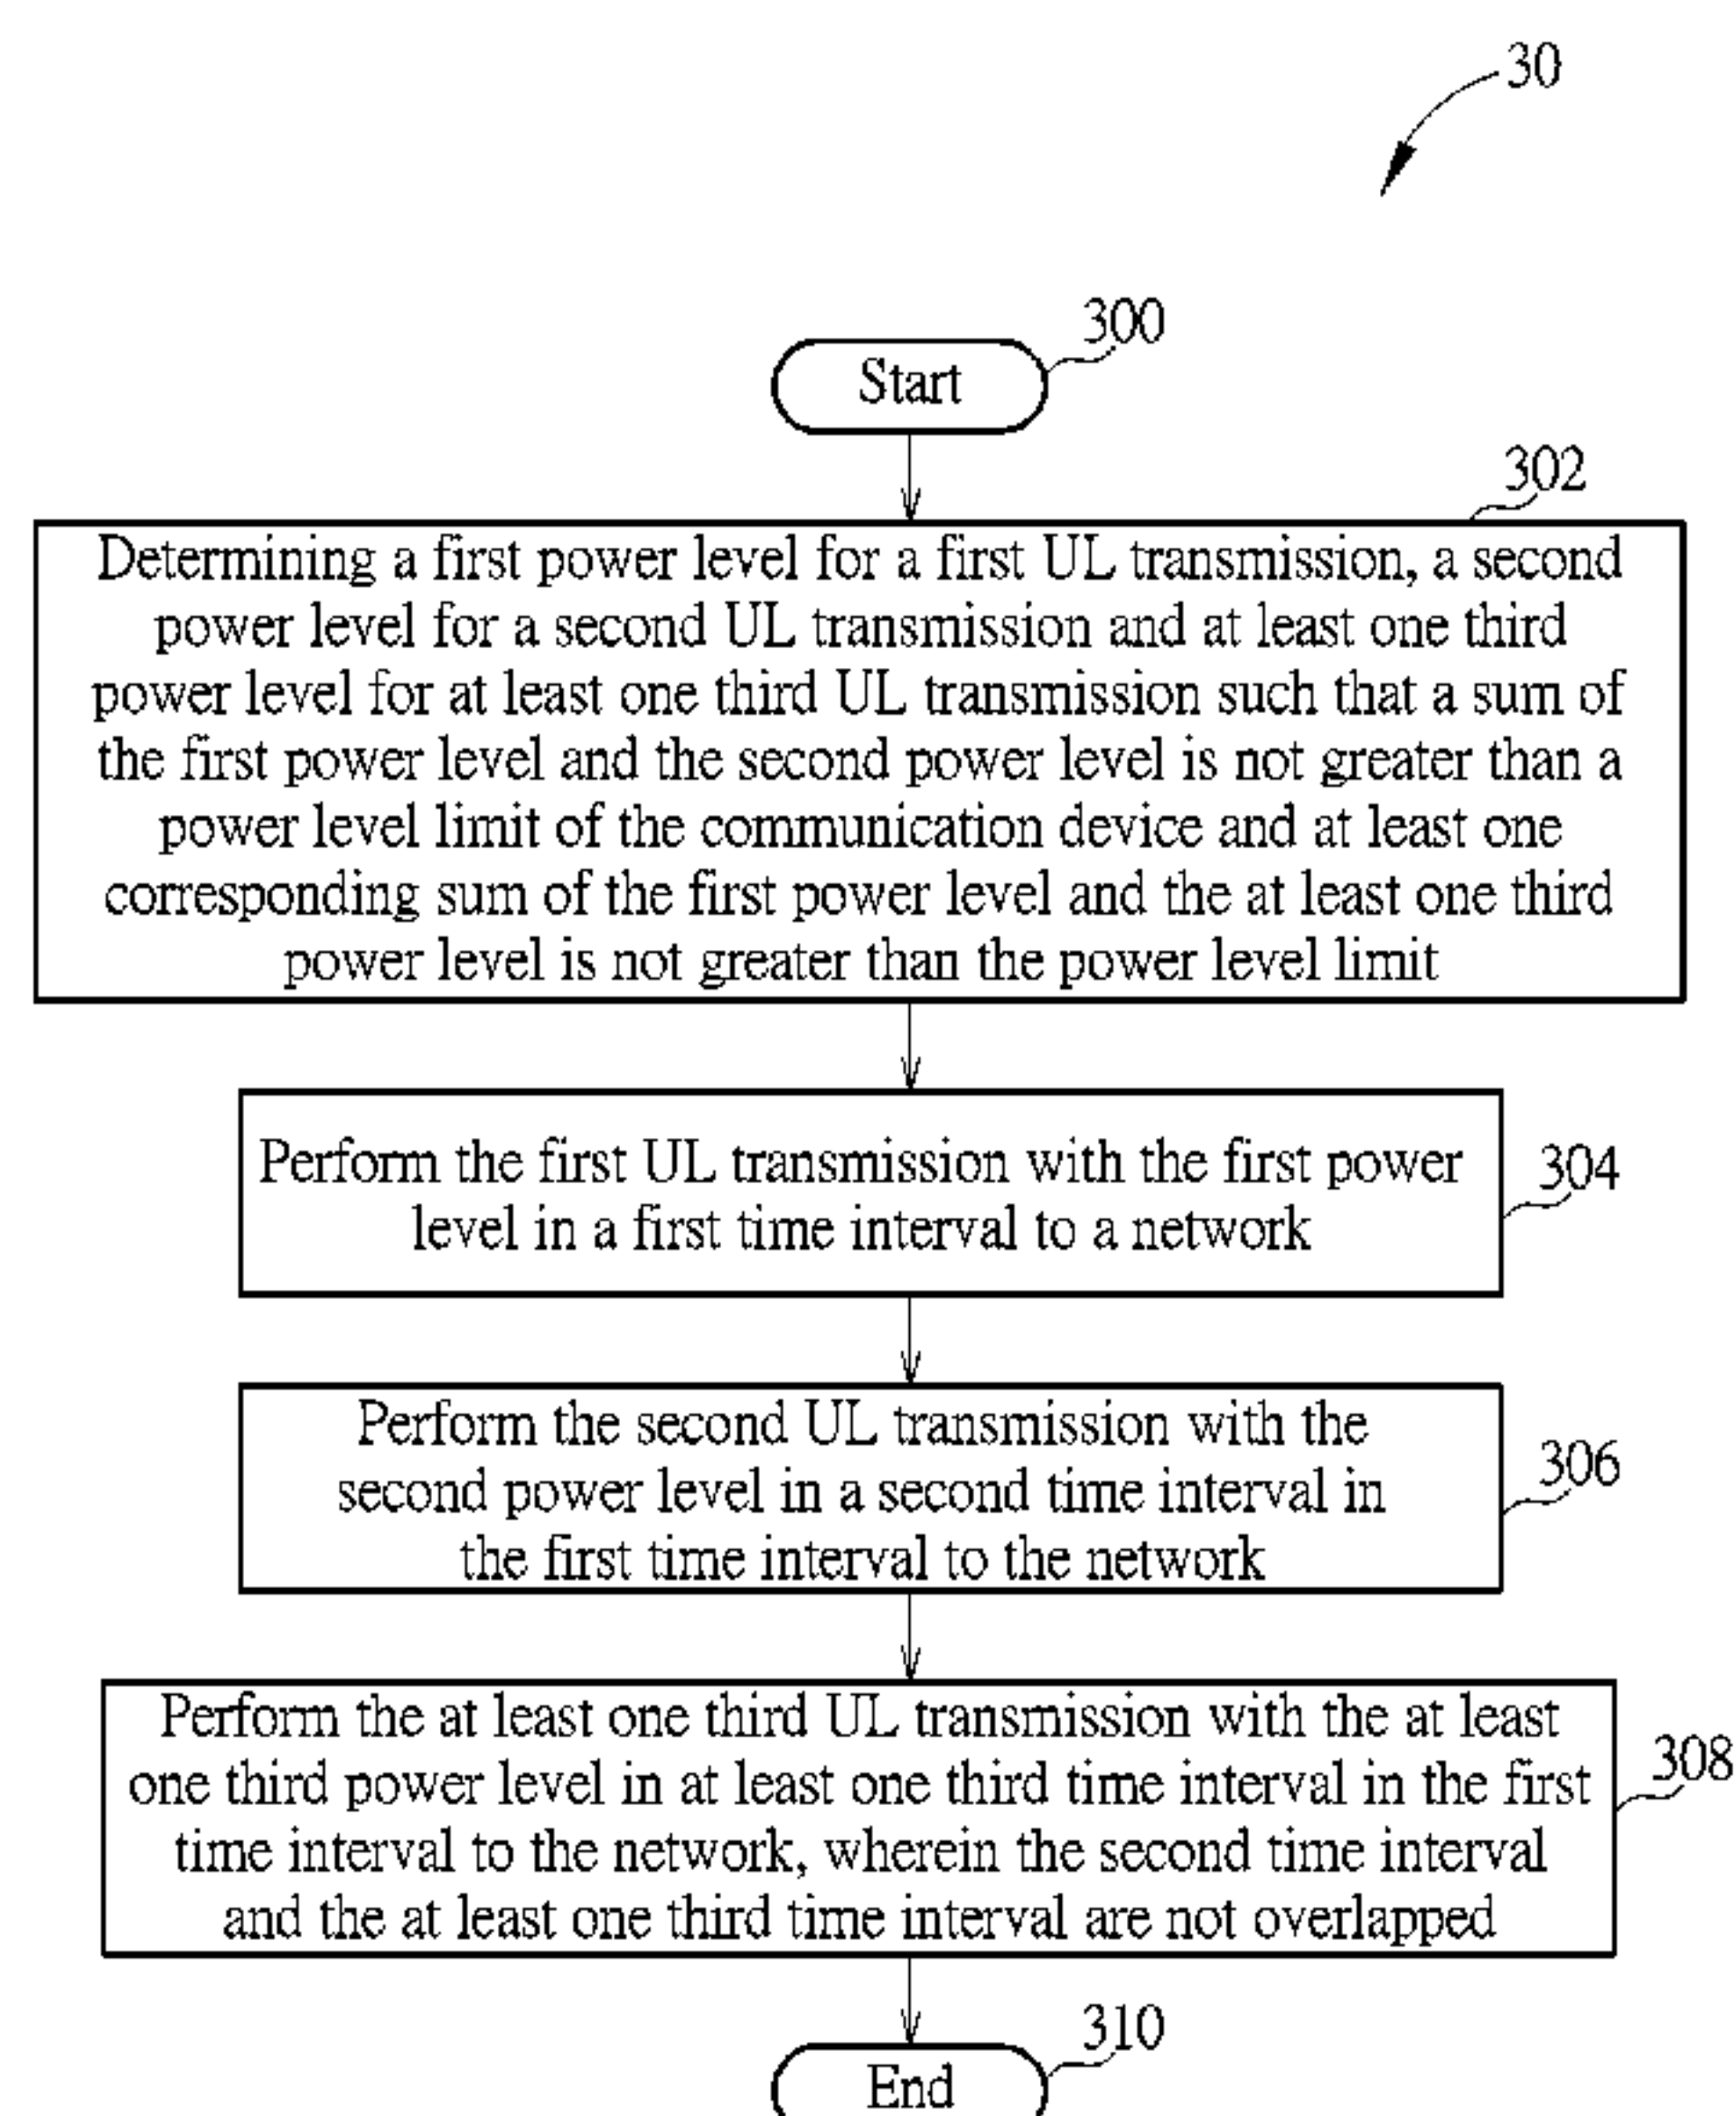 30
300
Start
302
Determining a first power level for a first UL transmission, a second
power level for a second UL transmission and at least one third
power level for at least one third UL transmission such that a sum of
the first power level and the second power level is not greater than a
power level limit of the communication device and at least one
corresponding sum of the first power level and the at least one third
power level is not greater than the power level limit
Perform the first UL transmission with the first power
level in a first time interval to a network
304
Perform the second UL transmission with the
second power level in a second time interval in
the first time interval to the network
306
Perform the at least one third UL transmission with the at least
one third power level in at least one third time interval in the first
time interval to the network, wherein the second time interval
and the at least one third time interval are not overlapped
308
310
End